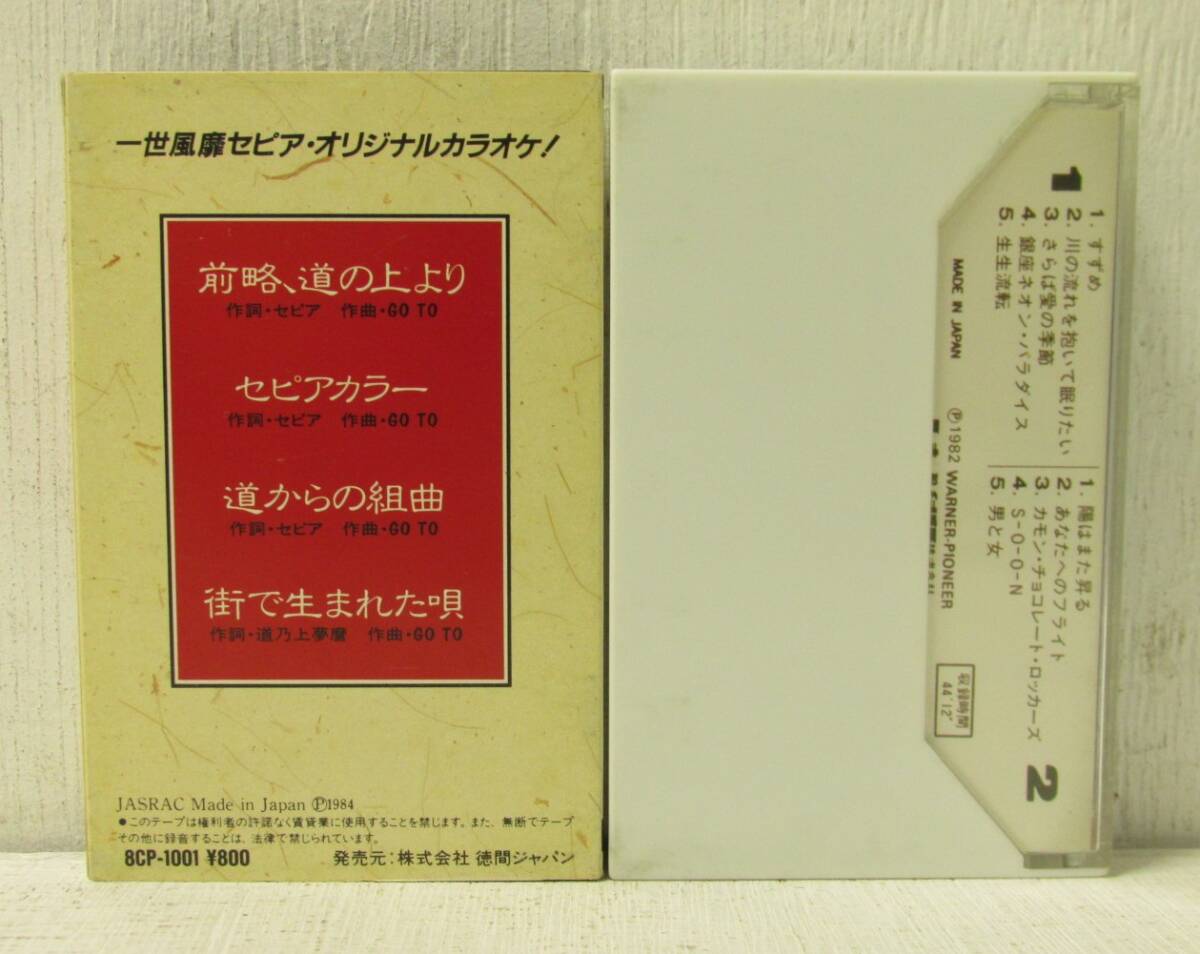 一世風靡セピア・オリジナルカラオケ!
前略、道の上より
作詞・セピア 作曲・GO TO
セピアカラー
作詞・セピア 作曲・GO TO
道からの組曲
作詞・セピア 作曲・GO TO
街で生まれた唄
作詞・道乃上夢麿 作曲・GO TO
JASRAC Made in Japan Ⓟ1984
●このテープは権利者の許諾なく賃貸業に使用することを禁じます。また、無断でテープ
その他に録音することは、法律で禁じられています。
8CP-1001 ¥800 発売元:株式会社 徳間ジャパン
1
1. すずめ
2. 川の流れを抱いて眠りたい
3. さらば愛の季節
4. 銀座ネオン・パラダイス
5. 生生流転
2
1. 陽はまた昇る
2. あなたへのフライト
3. カモン・チョコレート・ロッカーズ
4. S-O-O-N
5. 男と女
MADE IN JAPAN
Ⓟ1982 WARNER-PIONEER
収録時間
44'12"